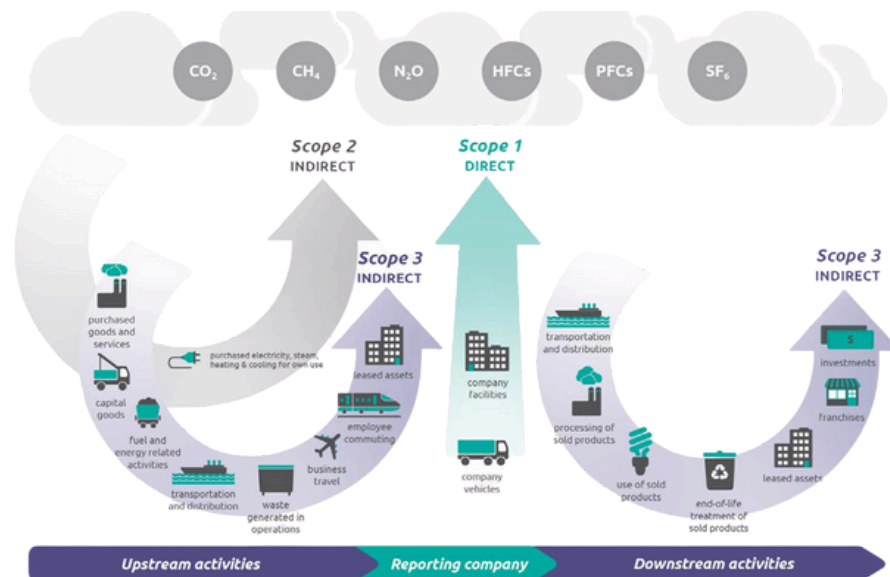 CO₂
CH₄
N₂O
HFCs
PFCs
SF₆
Scope 2
INDIRECT
Scope 1
DIRECT
Scope 3
INDIRECT
Scope 3
INDIRECT
purchased
goods and
services
capital
goods
fuel and
energy related
activities
transportation
and distribution
waste
generated in
operations
business
travel
employee
commuting
leased assets
purchased electricity, steam,
heating & cooling for own use
company
facilities
company
vehicles
transportation
and distribution
processing of
sold products
use of sold
products
end-of-life
treatment of
sold products
leased assets
franchises
$
investments
Upstream activities
Reporting company
Downstream activities